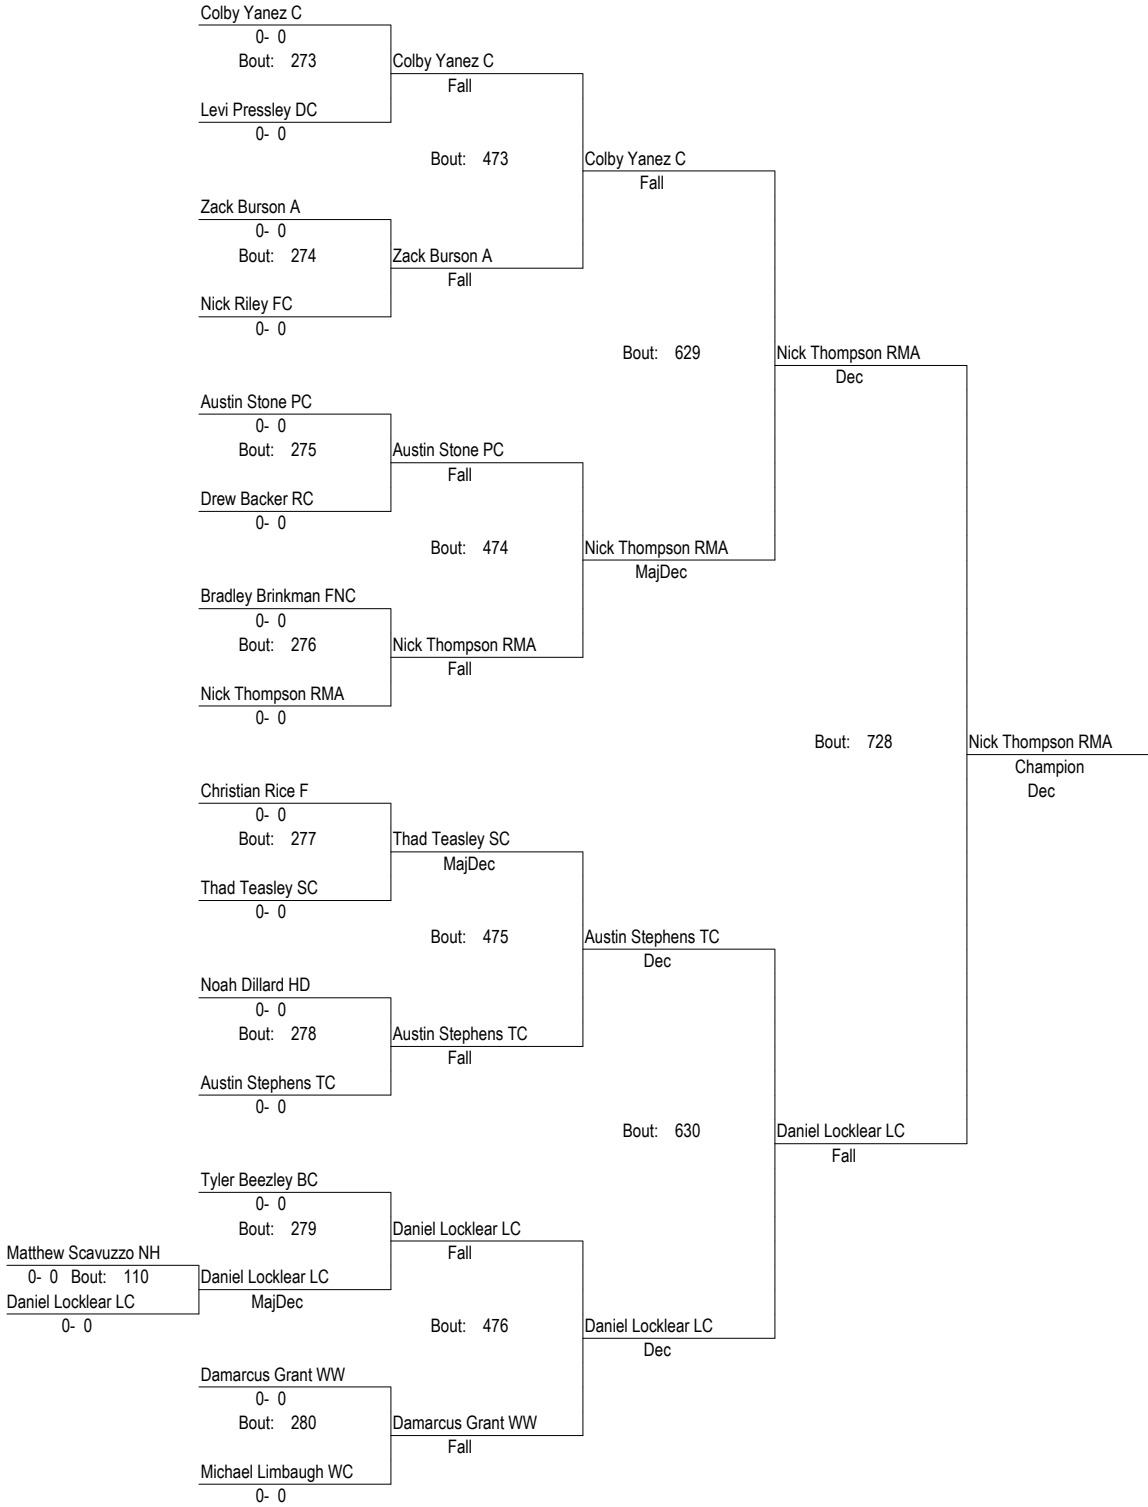 Colby Yanez C
0- 0
Bout: 273
Colby Yanez C
Fall
Levi Pressley DC
0- 0
Bout: 473
Colby Yanez C
Fall
Zack Burson A
0- 0
Bout: 274
Zack Burson A
Fall
Nick Riley FC
0- 0
Bout: 629
Nick Thompson RMA
Dec
Austin Stone PC
0- 0
Bout: 275
Austin Stone PC
Fall
Drew Backer RC
0- 0
Bout: 474
Nick Thompson RMA
MajDec
Bradley Brinkman FNC
0- 0
Bout: 276
Nick Thompson RMA
Fall
Nick Thompson RMA
0- 0
Bout: 728
Nick Thompson RMA
Champion
Dec
Christian Rice F
0- 0
Bout: 277
Thad Teasley SC
MajDec
Thad Teasley SC
0- 0
Bout: 475
Austin Stephens TC
Dec
Noah Dillard HD
0- 0
Bout: 278
Austin Stephens TC
Fall
Austin Stephens TC
0- 0
Bout: 630
Daniel Locklear LC
Fall
Tyler Beezley BC
0- 0
Bout: 279
Daniel Locklear LC
Fall
Matthew Scavuzzo NH
0- 0 Bout: 110
Daniel Locklear LC
MajDec
Daniel Locklear LC
0- 0
Bout: 476
Daniel Locklear LC
Dec
Damarcus Grant WW
0- 0
Bout: 280
Damarcus Grant WW
Fall
Michael Limbaugh WC
0- 0